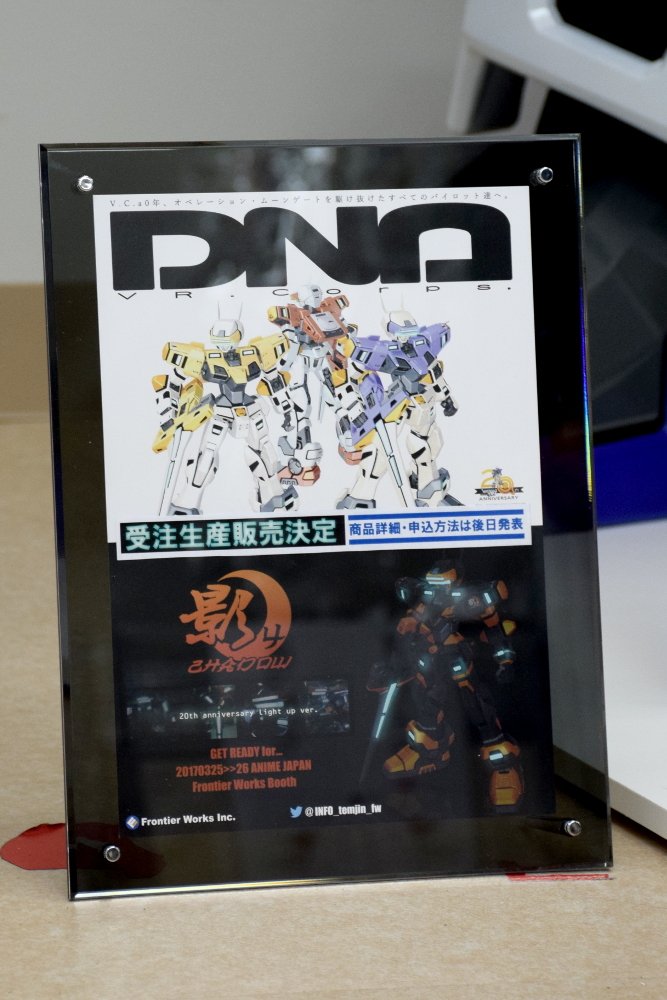 V.C.a0年、オペレーション・ムーンゲートを駆け抜けたすべてのパイロット達へ。
DNA
VR.Corps.
20
ANNIVERSARY
受注生産販売決定
商品詳細・申込方法は後日発表
影
SHADOW
20th anniversary Light up ver.
GET READY for...
20170325>>26 ANIME JAPAN
Frontier Works Booth
Frontier Works Inc.
@INFO_temjin_fw